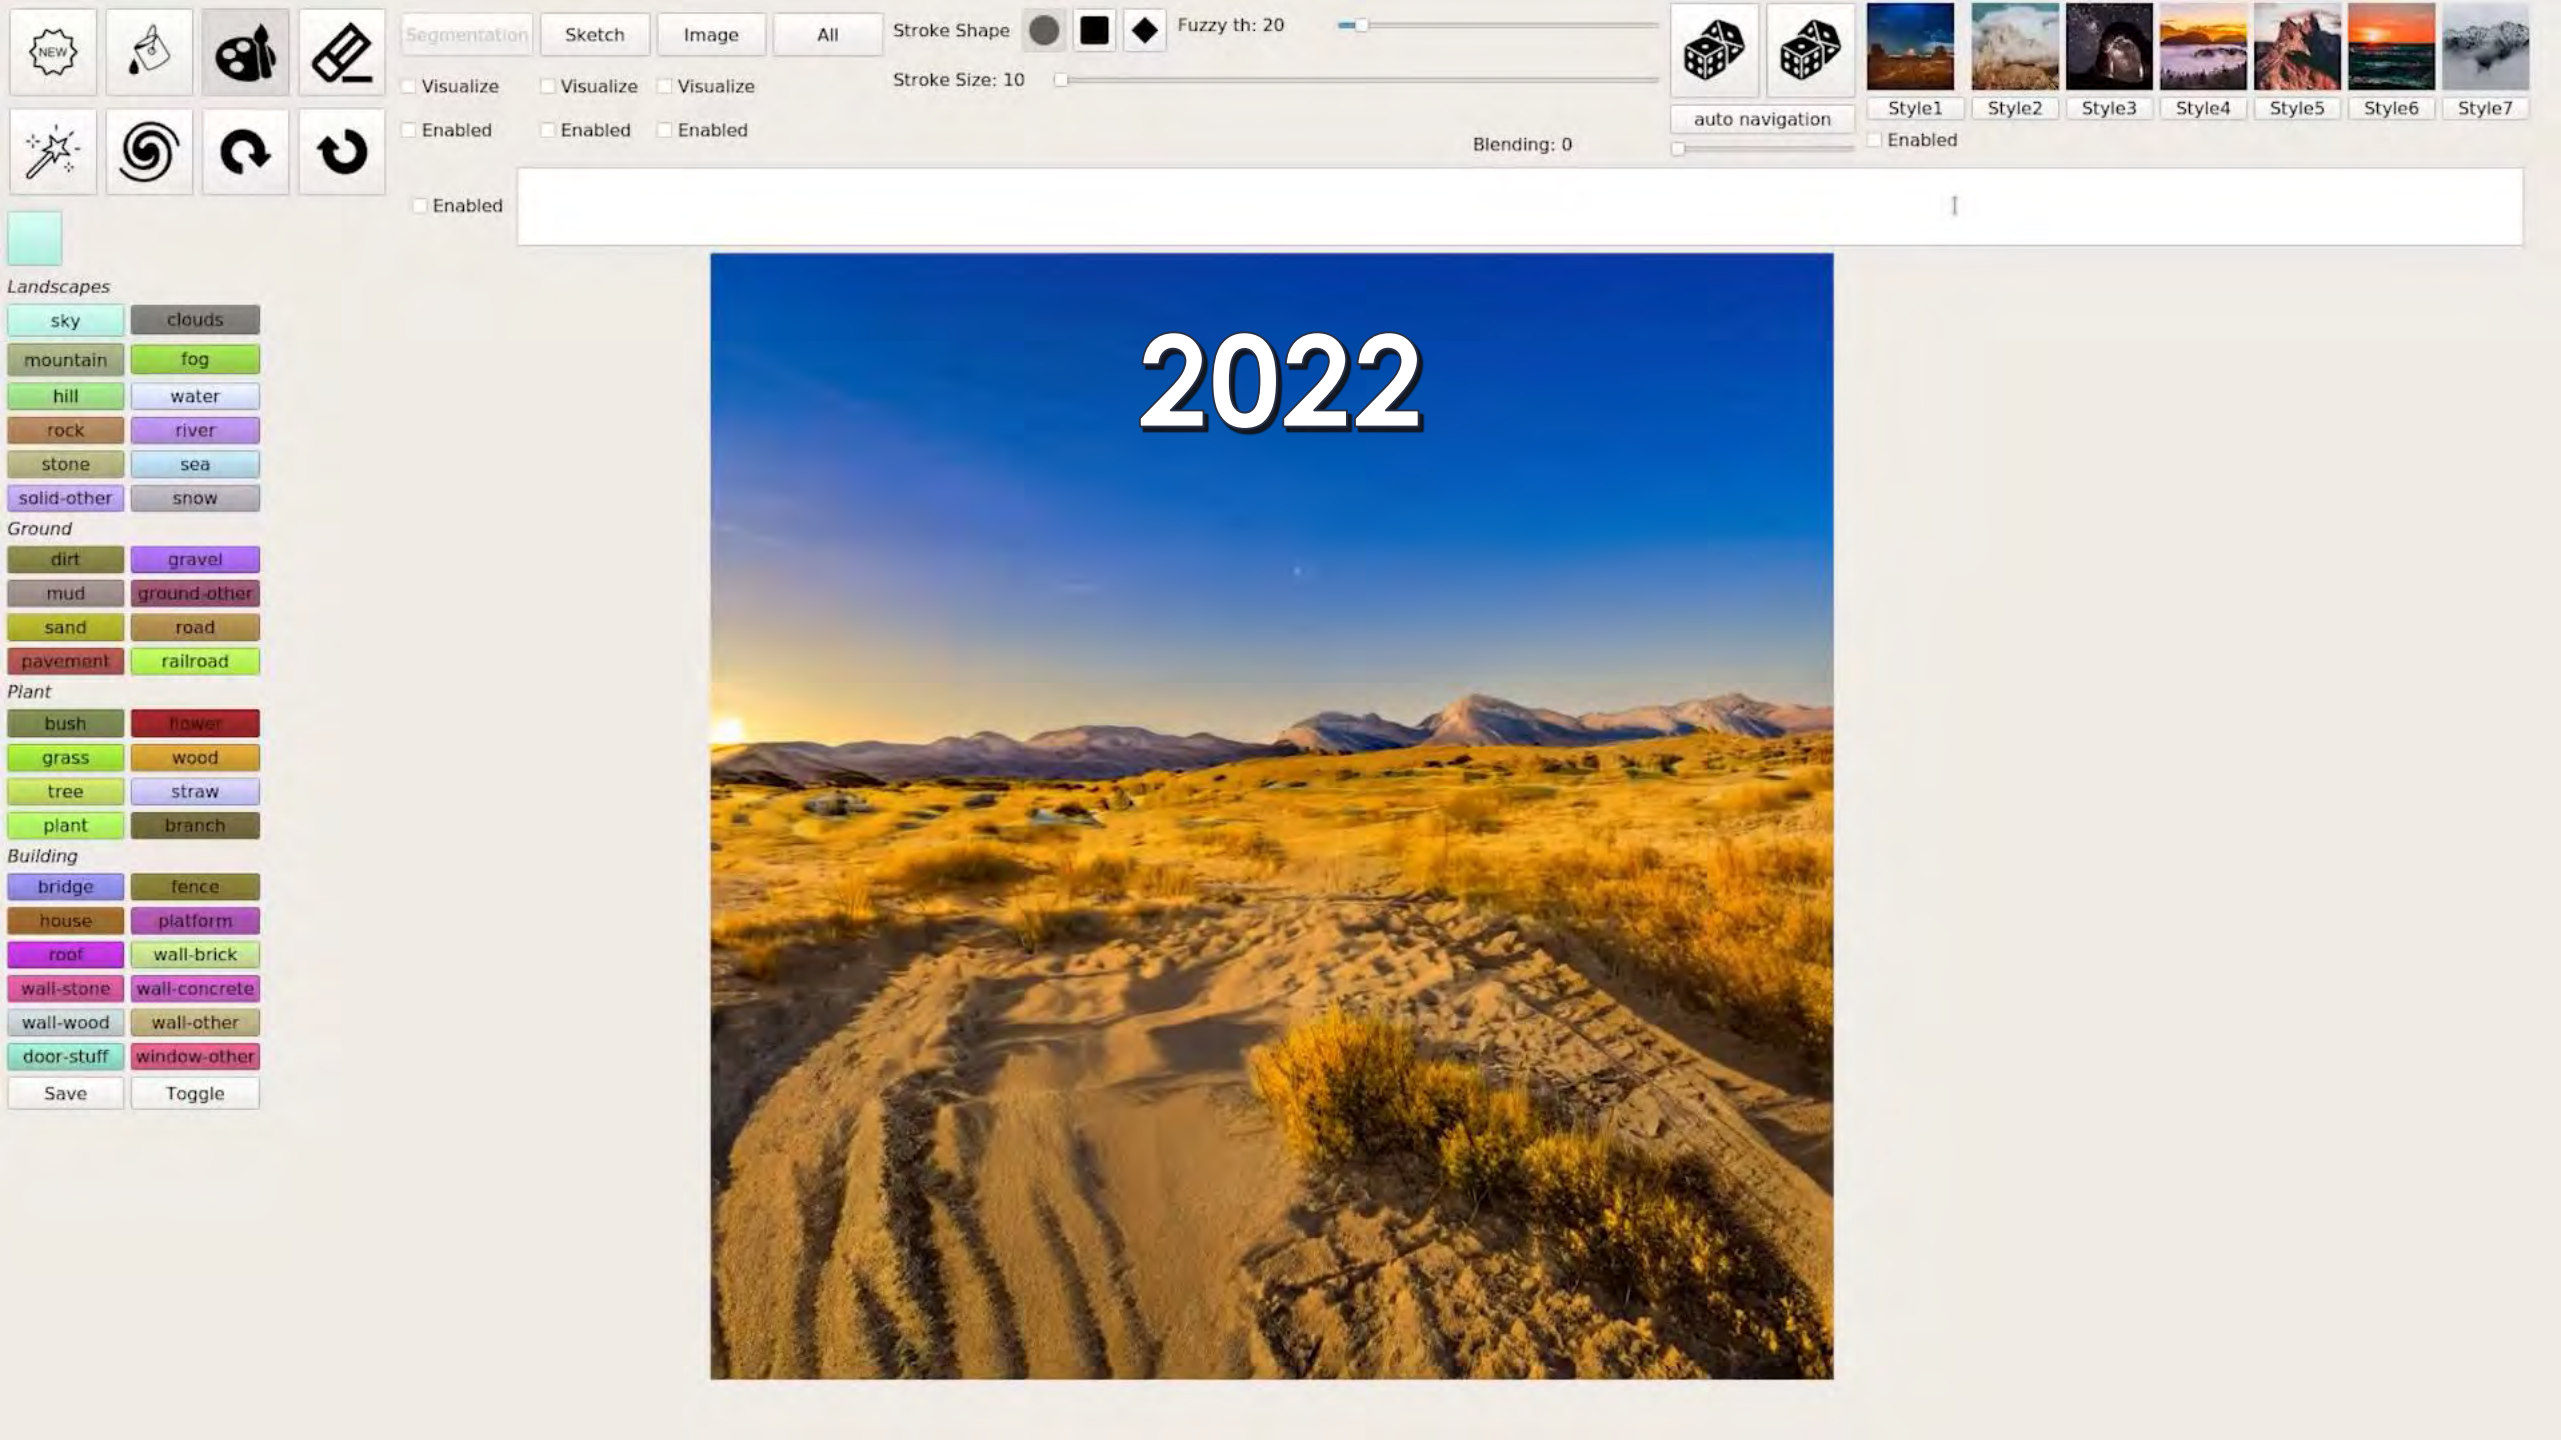 NEW
Segmentation Sketch Image All
Visualize Visualize Visualize
Enabled Enabled Enabled
Stroke Shape
Fuzzy th: 20
Stroke Size: 10
Blending: 0
auto navigation
Style1 Style2 Style3 Style4 Style5 Style6 Style7
Enabled
Enabled
Landscapes
sky clouds
mountain fog
hill water
rock river
stone sea
solid-other snow
Ground
dirt gravel
mud ground-other
sand road
pavement railroad
Plant
bush flower
grass wood
tree straw
plant branch
Building
bridge fence
house platform
roof wall-brick
wall-stone wall-concrete
wall-wood wall-other
door-stuff window-other
Save Toggle
2022